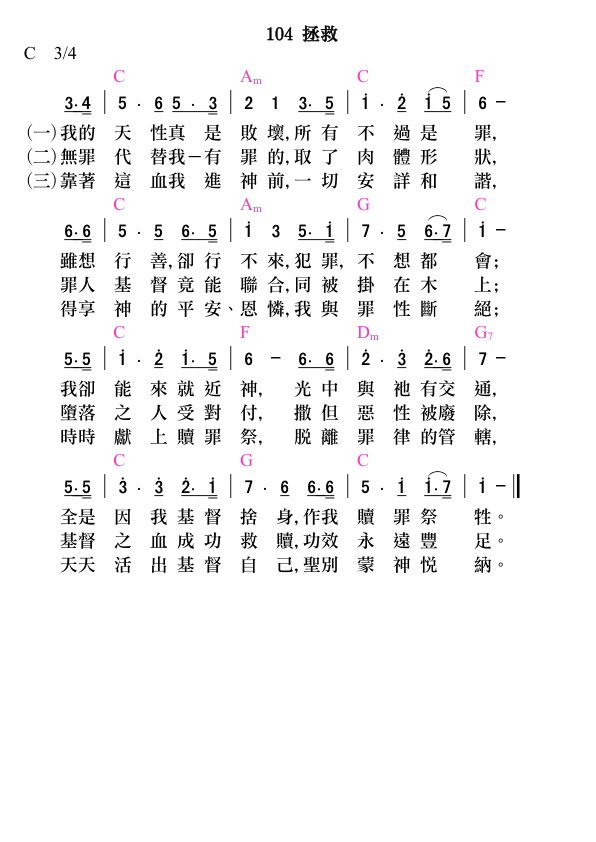 104 拯救
C 3/4
C Am C F
3·4 | 5 · 6 5 · 3 | 2 1 3· 5 | i · 2 i 5 | 6 −
(一)我的 天 性真 是 敗 壞,所 有 不 過 是 罪,
(二)無罪 代 替我−有 罪 的,取 了 肉 體 形 狀,
(三)靠著 這 血我 進 神 前,一 切 安 詳 和 諧,
C Am G C
6·6 | 5 · 5 6· 5 | i 3 5· i | 7 · 5 6·7 | i −
雖想 行 善,卻 行 不 來,犯 罪,不 想 都 會;
罪人 基 督 竟 能 聯 合,同 被 掛 在 木 上;
得享 神 的 平 安、恩 憐,我 與 罪 性 斷 絕;
C F Dm G7
5·5 | i · 2 i· 5 | 6 − 6· 6 | 2 · 3 2·6 | 7 −
我卻 能 來 就 近 神, 光 中 與 祂 有交 通,
墮落 之 人 受 對 付, 撒 但 惡 性 被廢 除,
時時 獻 上 贖 罪 祭, 脱 離 罪 律 的管 轄,
C G C
5·5 | 3 · 3 2· i | 7 · 6 6·6 | 5 · i i·7 | i −
全是 因 我 基 督 捨 身,作我 贖 罪 祭 牲。
基督 之 血 成 功 救 贖,功效 永 遠 豐 足。
天天 活 出 基 督 自 己,聖別 蒙 神 悦 納。